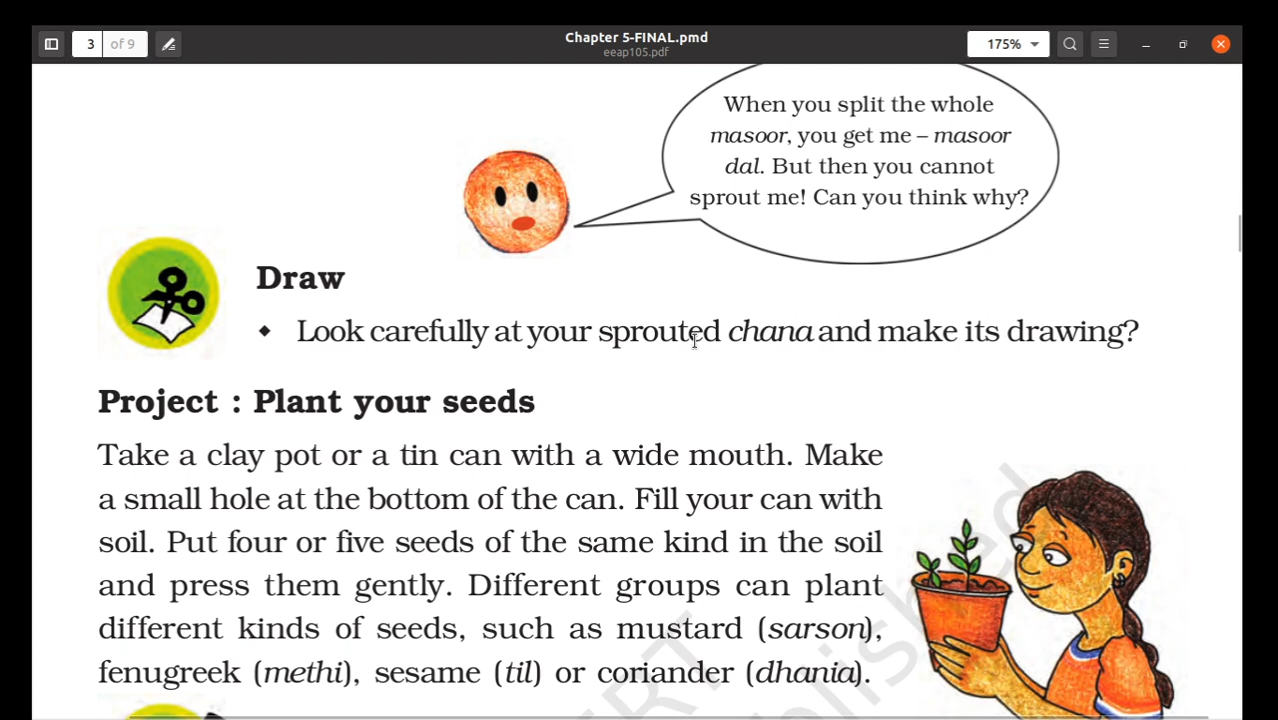 3 of 9
Chapter 5-FINAL.pmd
eeap105.pdf
175%
When you split the whole
masoor, you get me – masoor
dal. But then you cannot
sprout me! Can you think why?
Draw
◆ Look carefully at your sprouted chana and make its drawing?
Project : Plant your seeds
Take a clay pot or a tin can with a wide mouth. Make
a small hole at the bottom of the can. Fill your can with
soil. Put four or five seeds of the same kind in the soil
and press them gently. Different groups can plant
different kinds of seeds, such as mustard (sarson),
fenugreek (methi), sesame (til) or coriander (dhania).